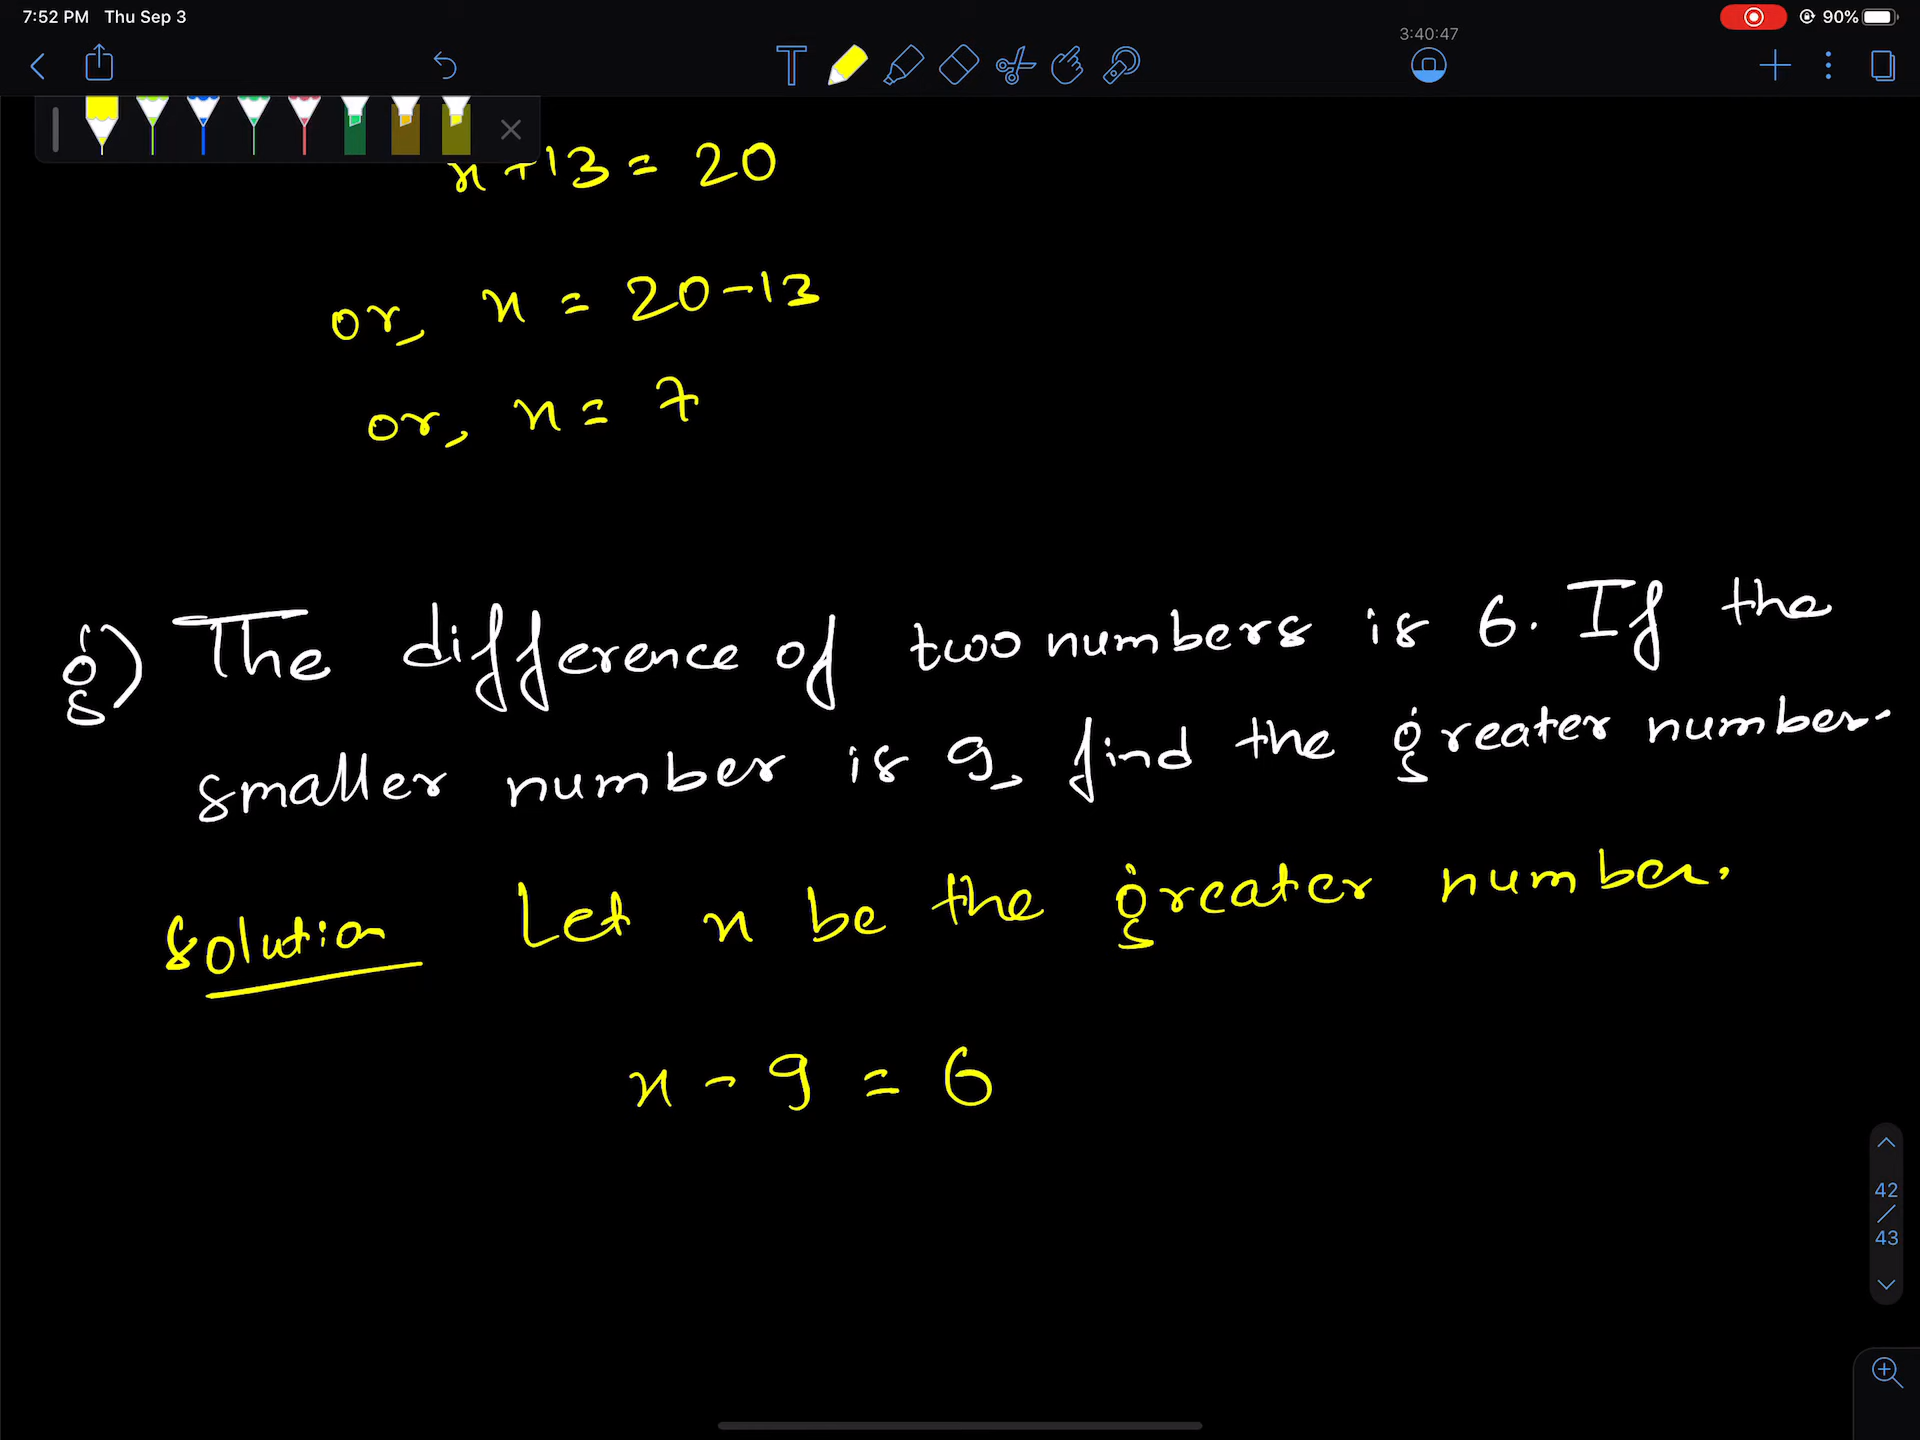 7:52 PM Thu Sep 3
90%
3:40:47
x+13 = 20
or, x = 20-13
or, x = 7
g) The difference of two numbers is 6. If the
smaller number is 9, find the greater number.
Solution Let x be the greater number.
x - 9 = 6
42
/
43